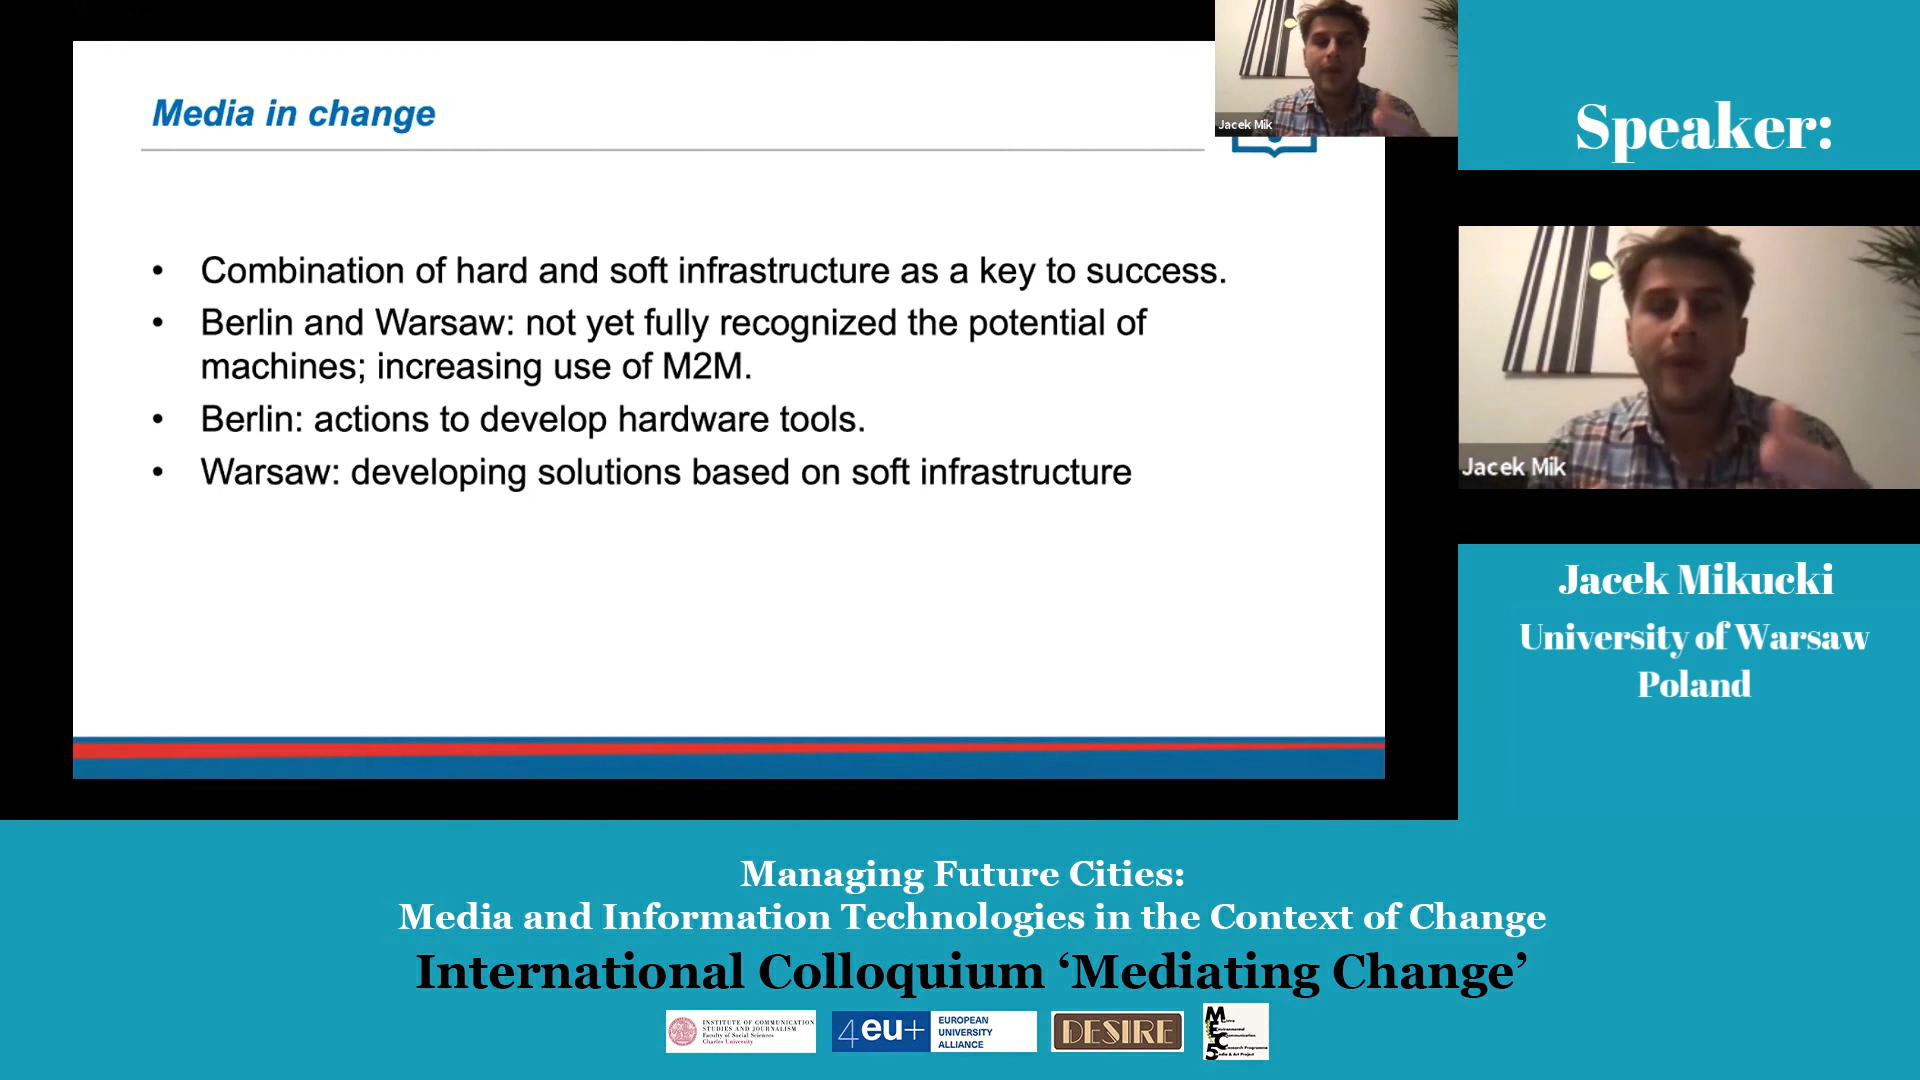 Media in change
Jacek Mik
Speaker:
• Combination of hard and soft infrastructure as a key to success.
• Berlin and Warsaw: not yet fully recognized the potential of
machines; increasing use of M2M.
• Berlin: actions to develop hardware tools.
• Warsaw: developing solutions based on soft infrastructure
Jacek Mik
Jacek Mikucki
University of Warsaw
Poland
Managing Future Cities:
Media and Information Technologies in the Context of Change
International Colloquium ‘Mediating Change’
INSTITUTE OF COMMUNICATION
STUDIES AND JOURNALISM
Faculty of Social Sciences
Charles University
4eu+
EUROPEAN
UNIVERSITY
ALLIANCE
DESIRE